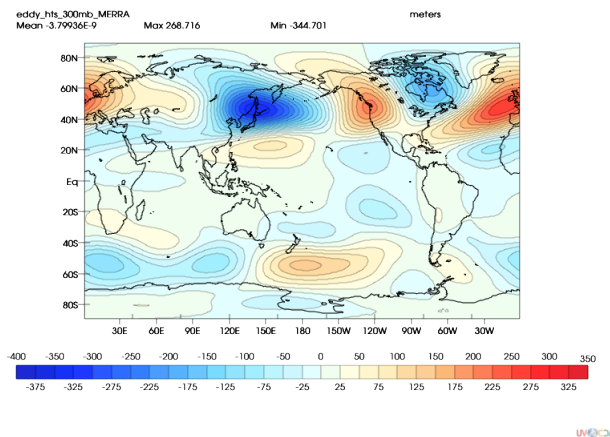 eddy_hts_300mb_MERRA meters
Mean -3.79936E-9 Max 268.716 Min -344.701
80N
60N
40N
20N
Eq
20S
40S
60S
80S
30E 60E 90E 120E 150E 180 150W 120W 90W 60W 30W
-400 -350 -300 -250 -200 -150 -100 -50 0 50 100 150 200 250 300 350
-375 -325 -275 -225 -175 -125 -75 -25 25 75 125 175 225 275 325